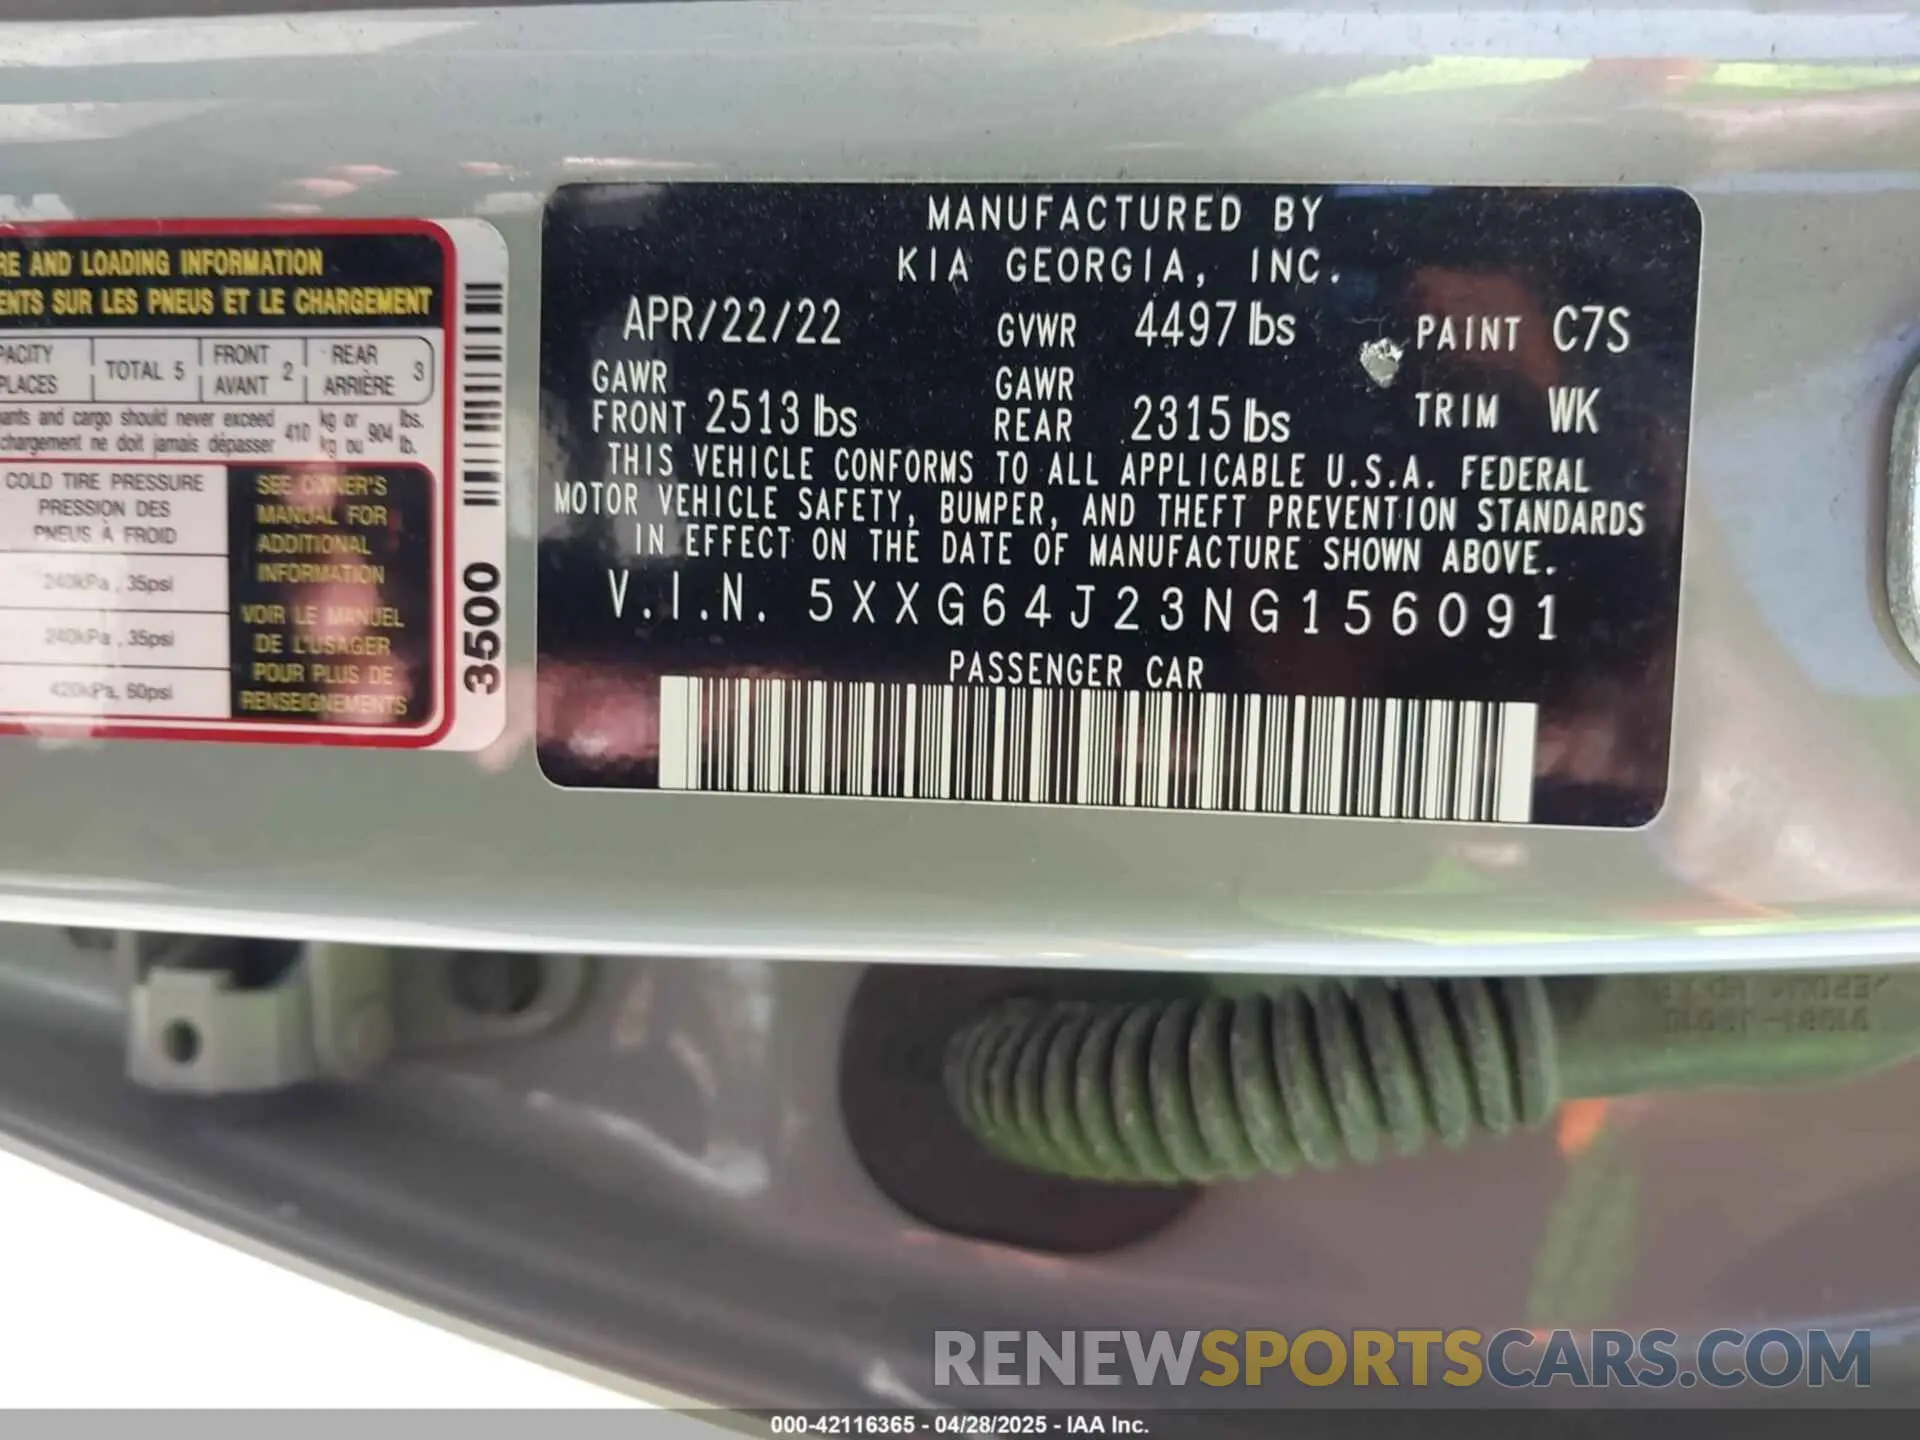 RE AND LOADING INFORMATION
ENTS SUR LES PNEUS ET LE CHARGEMENT
PACITY
PLACES
TOTAL 5
FRONT
AVANT
2
REAR
ARRIÈRE
3
ants and cargo should never exceed
chargement ne doit jamais dépasser
410
kg or
kg ou
904
lbs.
lb.
COLD TIRE PRESSURE
PRESSION DES
PNEUS À FROID
240kPa, 35psi
240kPa, 35psi
420kPa, 60psi
SEE OWNER'S
MANUAL FOR
ADDITIONAL
INFORMATION
VOIR LE MANUEL
DE L'USAGER
POUR PLUS DE
RENSEIGNEMENTS
3500
MANUFACTURED BY
KIA GEORGIA, INC.
APR/22/22 GVWR 4497 lbs PAINT C7S
GAWR FRONT 2513 lbs GAWR REAR 2315 lbs TRIM WK
THIS VEHICLE CONFORMS TO ALL APPLICABLE U.S.A. FEDERAL
MOTOR VEHICLE SAFETY, BUMPER, AND THEFT PREVENTION STANDARDS
IN EFFECT ON THE DATE OF MANUFACTURE SHOWN ABOVE.
V.I.N. 5XXG64J23NG156091
PASSENGER CAR
RENEWSPORTSCARS.COM
000-42116365 - 04/28/2025 - IAA Inc.